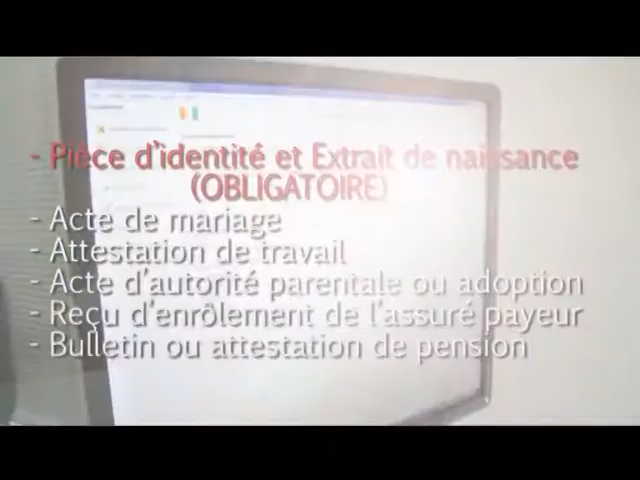 - Pièce d'identité et Extrait de naissance
(OBLIGATOIRE)
- Acte de mariage
- Attestation de travail
- Acte d'autorité parentale ou adoption
- Reçu d'enrôlement de l'assuré payeur
- Bulletin ou attestation de pension